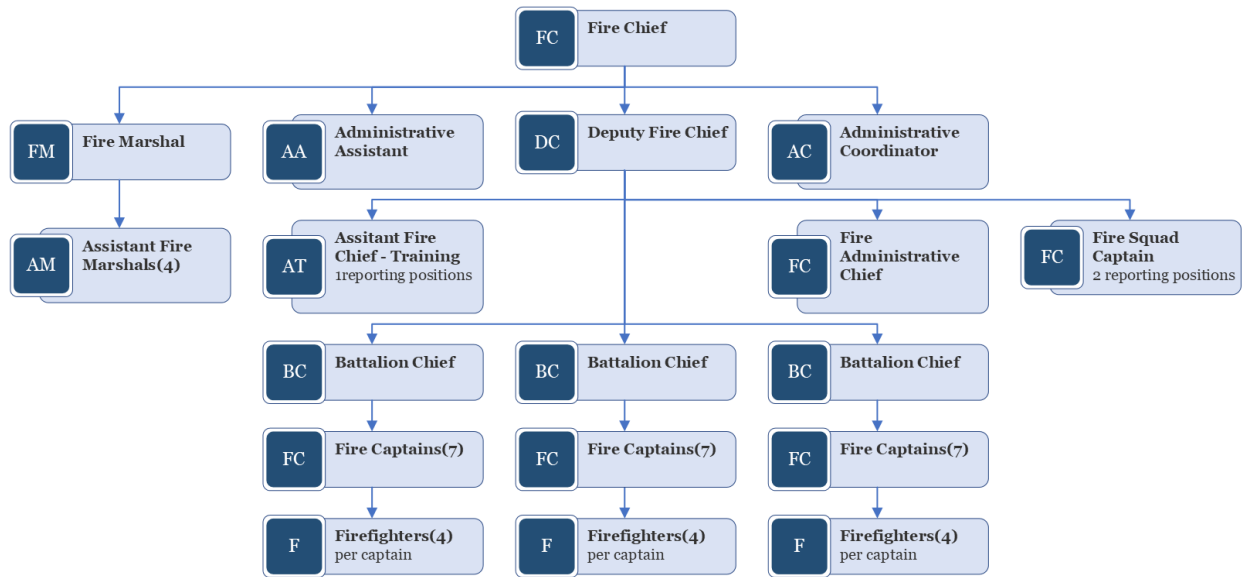 FC
Fire Chief
FM
Fire Marshal
AA
Administrative
Assistant
DC
Deputy Fire Chief
AC
Administrative
Coordinator
AM
Assistant Fire
Marshals(4)
AT
Assitant Fire
Chief - Training
1reporting positions
FC
Fire
Administrative
Chief
FC
Fire Squad
Captain
2 reporting positions
BC
Battalion Chief
BC
Battalion Chief
BC
Battalion Chief
FC
Fire Captains(7)
FC
Fire Captains(7)
FC
Fire Captains(7)
F
Firefighters(4)
per captain
F
Firefighters(4)
per captain
F
Firefighters(4)
per captain